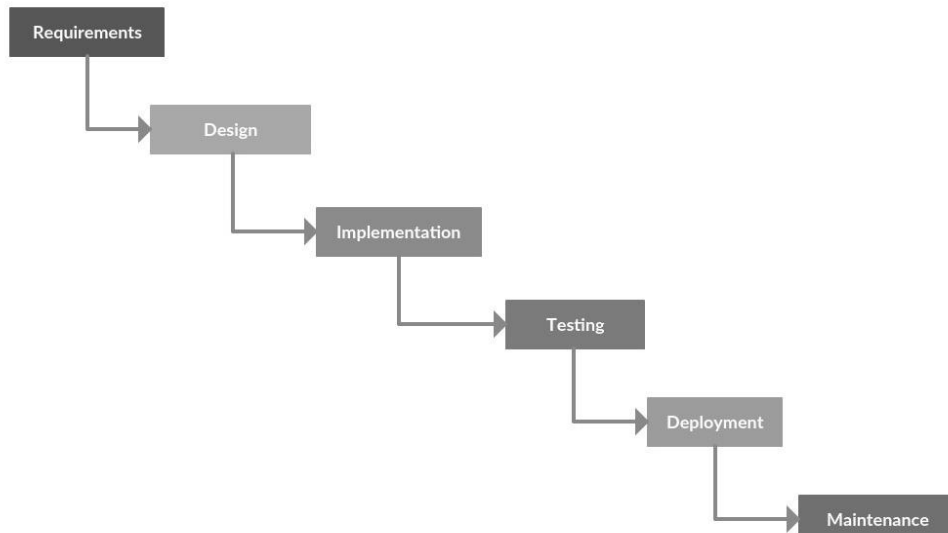 Requirements
Design
Implementation
Testing
Deployment
Maintenance